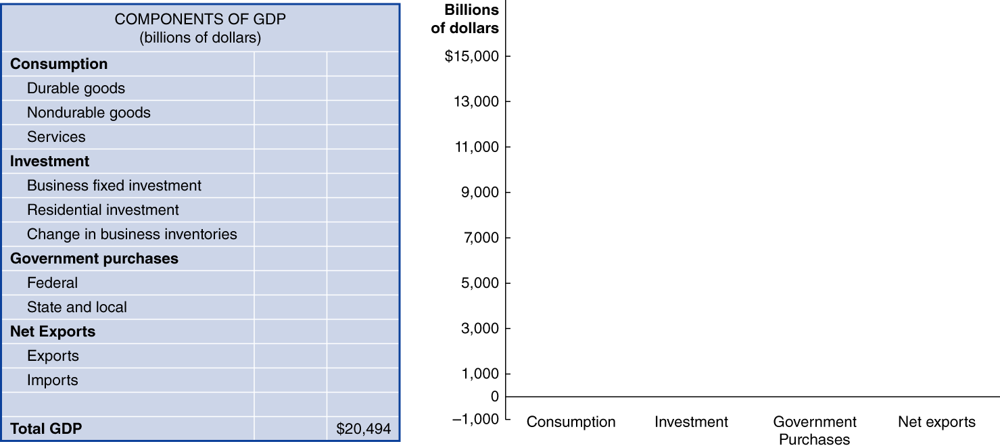 COMPONENTS OF GDP
(billions of dollars)
Consumption
Durable goods
Nondurable goods
Services
Investment
Business fixed investment
Residential investment
Change in business inventories
Government purchases
Federal
State and local
Net Exports
Exports
Imports
Total GDP $20,494
Billions
of dollars
$15,000
13,000
11,000
9,000
7,000
5,000
3,000
1,000
0
–1,000
Consumption Investment Government Net exports
Purchases